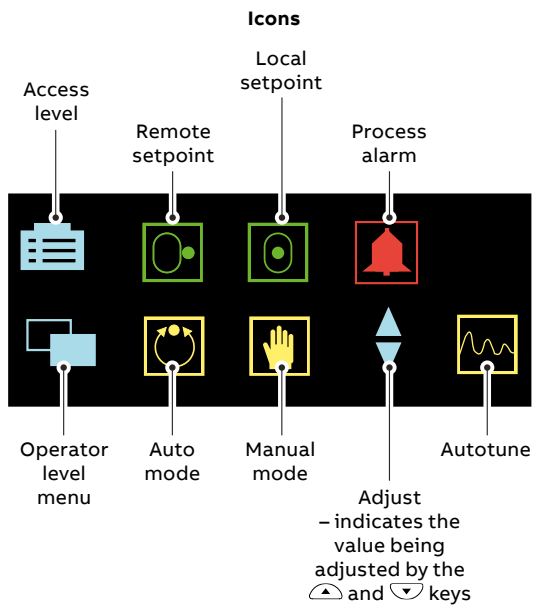 Icons
Local
setpoint
Access
level
Remote
setpoint
Process
alarm
Operator
level
menu
Auto
mode
Manual
mode
Autotune
Adjust
– indicates the
value being
adjusted by the
and keys